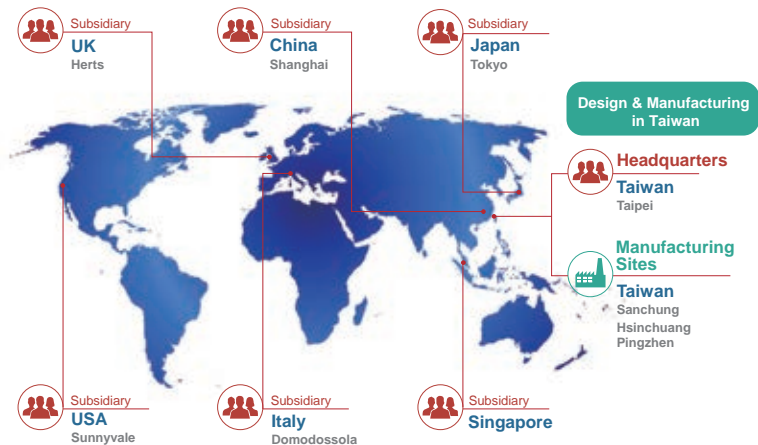 Subsidiary
UK
Herts
Subsidiary
China
Shanghai
Subsidiary
Japan
Tokyo
Design & Manufacturing
in Taiwan
Headquarters
Taiwan
Taipei
Manufacturing
Sites
Taiwan
Sanchung
Hsinchuang
Pingzhen
Subsidiary
USA
Sunnyvale
Subsidiary
Italy
Domodossola
Subsidiary
Singapore